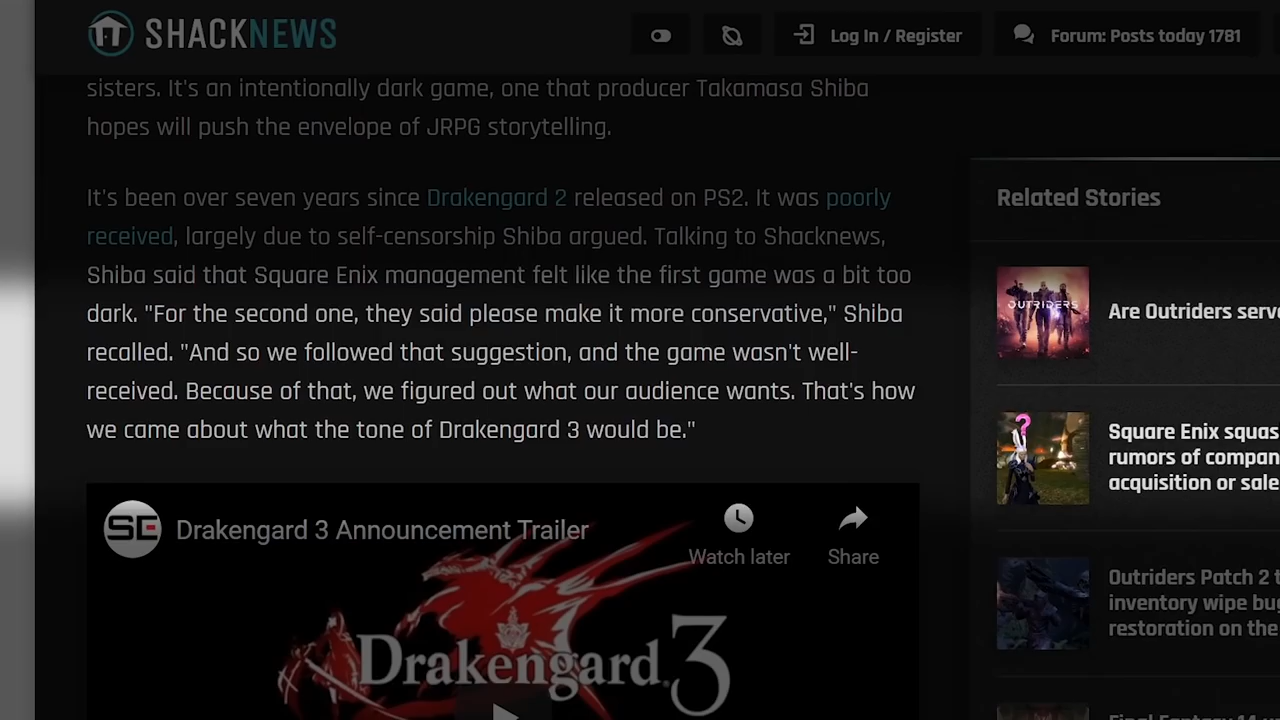 SHACKNEWS
Log In / Register
Forum: Posts today 1781
sisters. It's an intentionally dark game, one that producer Takamasa Shiba
hopes will push the envelope of JRPG storytelling.
It's been over seven years since Drakengard 2 released on PS2. It was poorly
received, largely due to self-censorship Shiba argued. Talking to Shacknews,
Shiba said that Square Enix management felt like the first game was a bit too
dark. "For the second one, they said please make it more conservative," Shiba
recalled. "And so we followed that suggestion, and the game wasn't well-
received. Because of that, we figured out what our audience wants. That's how
we came about what the tone of Drakengard 3 would be."
SE
Drakengard 3 Announcement Trailer
Watch later
Share
Drakengard 3
Related Stories
OUTRIDERS
Are Outriders serve
Square Enix squas
rumors of compan
acquisition or sale
Outriders Patch 2 t
inventory wipe bug
restoration on the